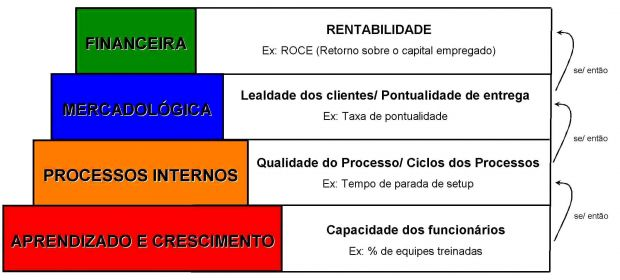 FINANCEIRA
RENTABILIDADE
Ex: ROCE (Retorno sobre o capital empregado)
se/ então
MERCADOLÓGICA
Lealdade dos clientes/ Pontualidade de entrega
Ex: Taxa de pontualidade
se/ então
PROCESSOS INTERNOS
Qualidade do Processo/ Ciclos dos Processos
Ex: Tempo de parada de setup
se/ então
APRENDIZADO E CRESCIMENTO
Capacidade dos funcionários
Ex: % de equipes treinadas